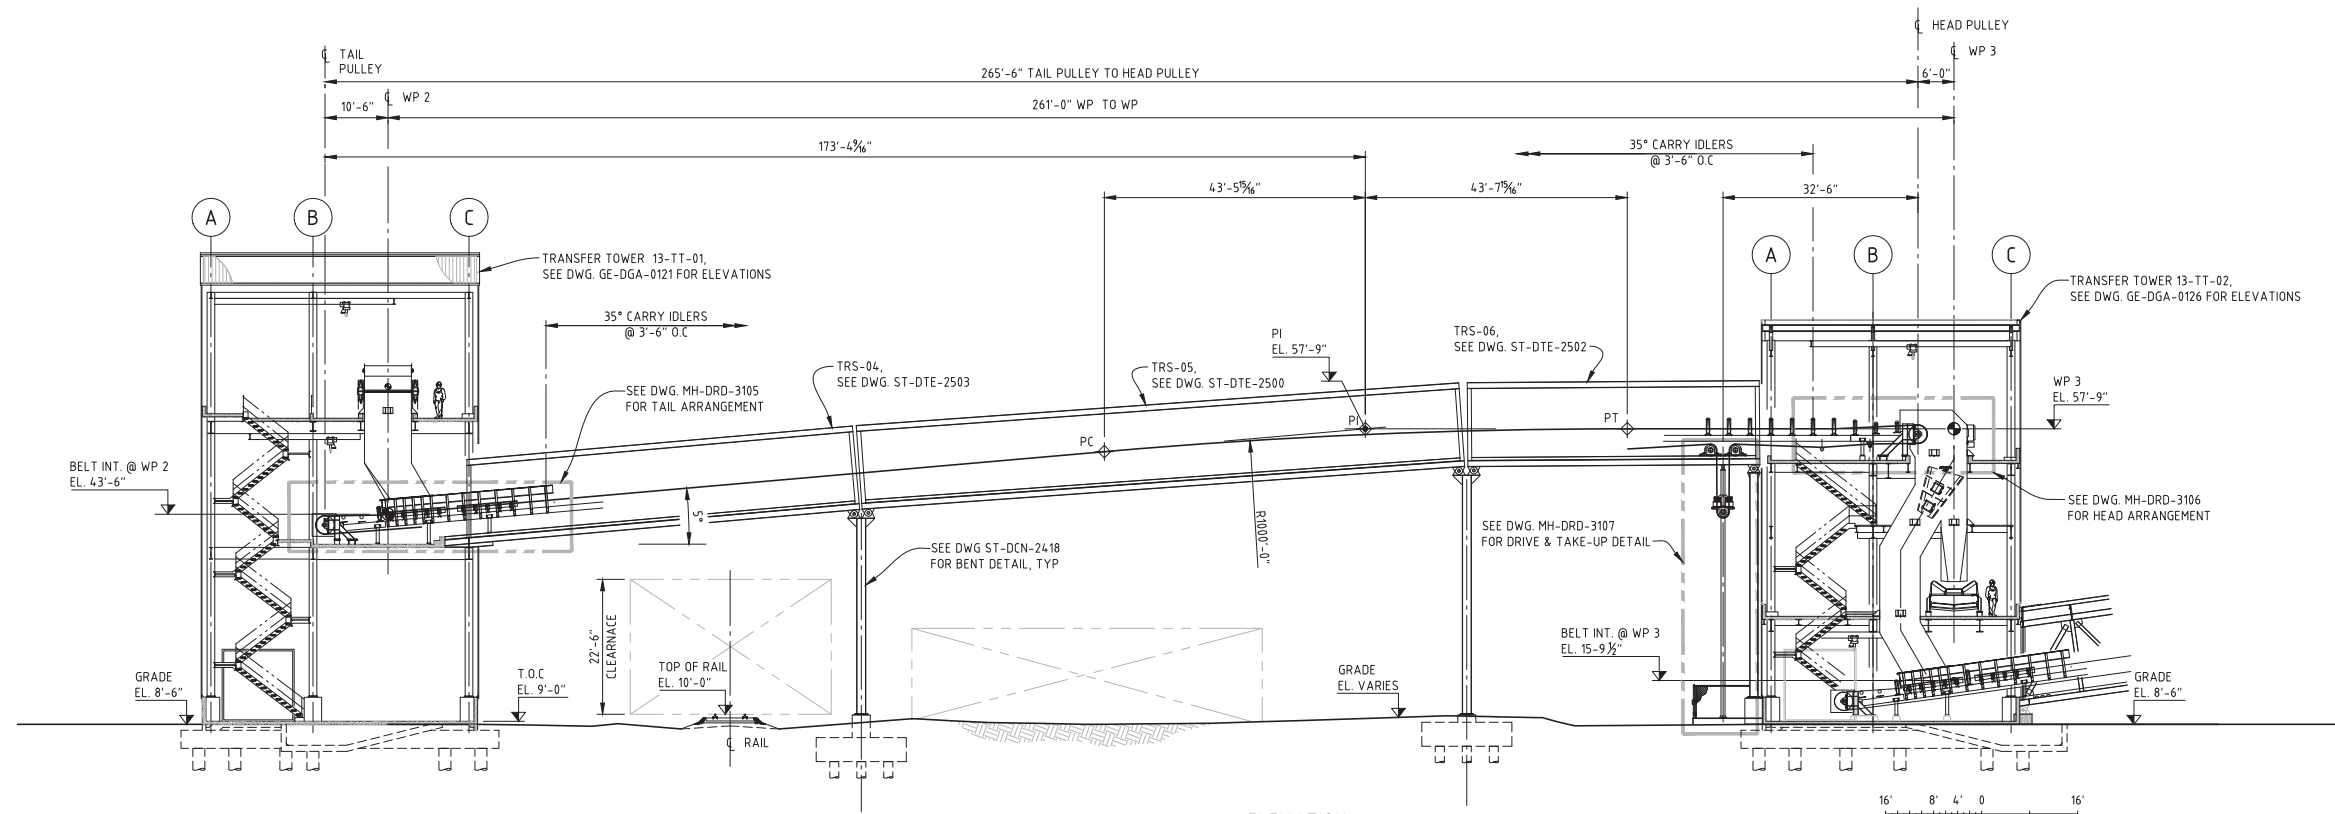 ℄ HEAD PULLEY
℄ TAIL
PULLEY
℄ WP 3
265'-6" TAIL PULLEY TO HEAD PULLEY
6'-0"
10'-6"
℄ WP 2
261'-0" WP TO WP
173'-4 9/16"
35° CARRY IDLERS
@ 3'-6" O.C
43'-5 15/16"
43'-7 15/16"
32'-6"
A
B
C
A
B
C
TRANSFER TOWER 13-TT-01,
SEE DWG. GE-DGA-0121 FOR ELEVATIONS
TRANSFER TOWER 13-TT-02,
SEE DWG. GE-DGA-0126 FOR ELEVATIONS
35° CARRY IDLERS
@ 3'-6" O.C
PI
EL. 57'-9"
TRS-06,
SEE DWG. ST-DTE-2502
TRS-04,
SEE DWG. ST-DTE-2503
TRS-05,
SEE DWG. ST-DTE-2500
SEE DWG. MH-DRD-3105
FOR TAIL ARRANGEMENT
WP 3
EL. 57'-9"
PI
PT
PC
BELT INT. @ WP 2
EL. 43'-6"
5°
R1000'-0"
SEE DWG. MH-DRD-3106
FOR HEAD ARRANGEMENT
SEE DWG. MH-DRD-3107
FOR DRIVE & TAKE-UP DETAIL
SEE DWG ST-DCN-2418
FOR BENT DETAIL, TYP
22'-6"
CLEARNACE
BELT INT. @ WP 3
EL. 15-9 1/2"
TOP OF RAIL
EL. 10'-0"
GRADE
EL. VARIES
T.O.C
EL. 9'-0"
GRADE
EL. 8'-6"
GRADE
EL. 8'-6"
℄ RAIL
16'
8'
4'
0
16'